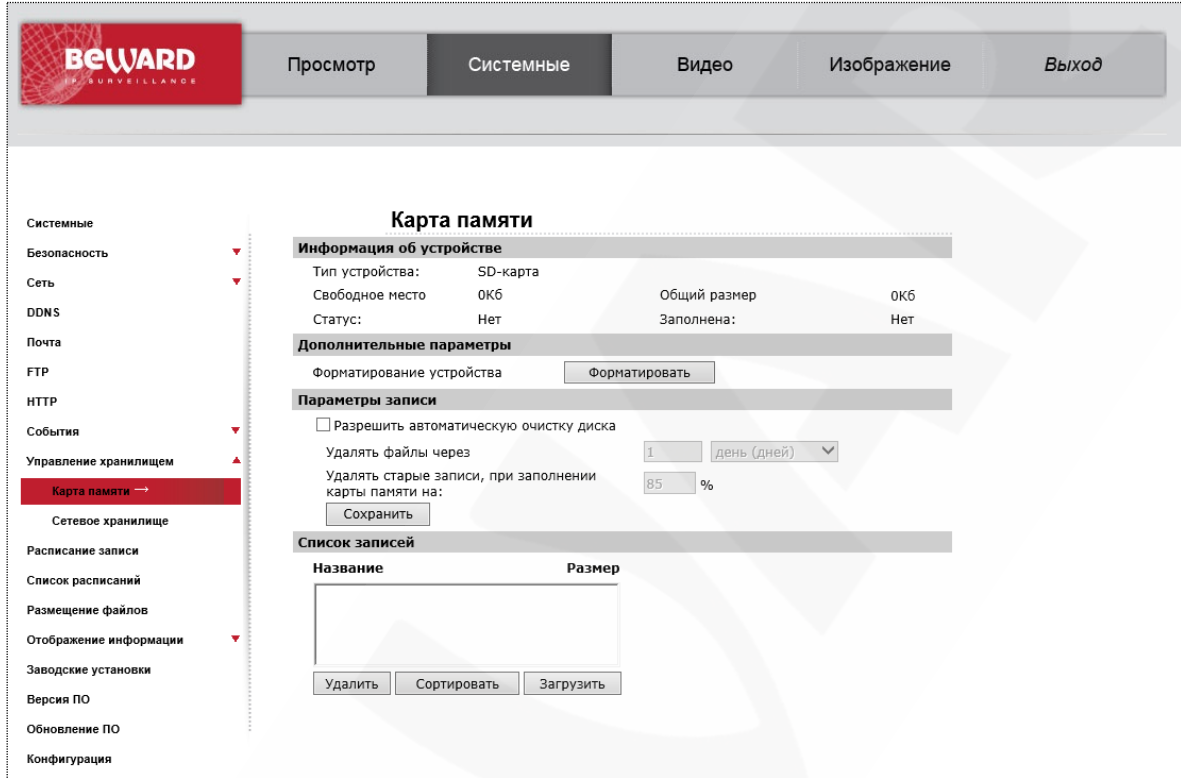 BEWARD
IP SURVEILLANCE
Просмотр
Системные
Видео
Изображение
Выход
Системные
Безопасность
Сеть
DDNS
Почта
FTP
HTTP
События
Управление хранилищем
Карта памяти →
Сетевое хранилище
Расписание записи
Список расписаний
Размещение файлов
Отображение информации
Заводские установки
Версия ПО
Обновление ПО
Конфигурация
Карта памяти
Информация об устройстве
Тип устройства: SD-карта
Свободное место 0Кб Общий размер 0Кб
Статус: Нет Заполнена: Нет
Дополнительные параметры
Форматирование устройства Форматировать
Параметры записи
Разрешить автоматическую очистку диска
Удалять файлы через 1 день (дней)
Удалять старые записи, при заполнении
карты памяти на: 85 %
Сохранить
Список записей
Название Размер
Удалить Сортировать Загрузить